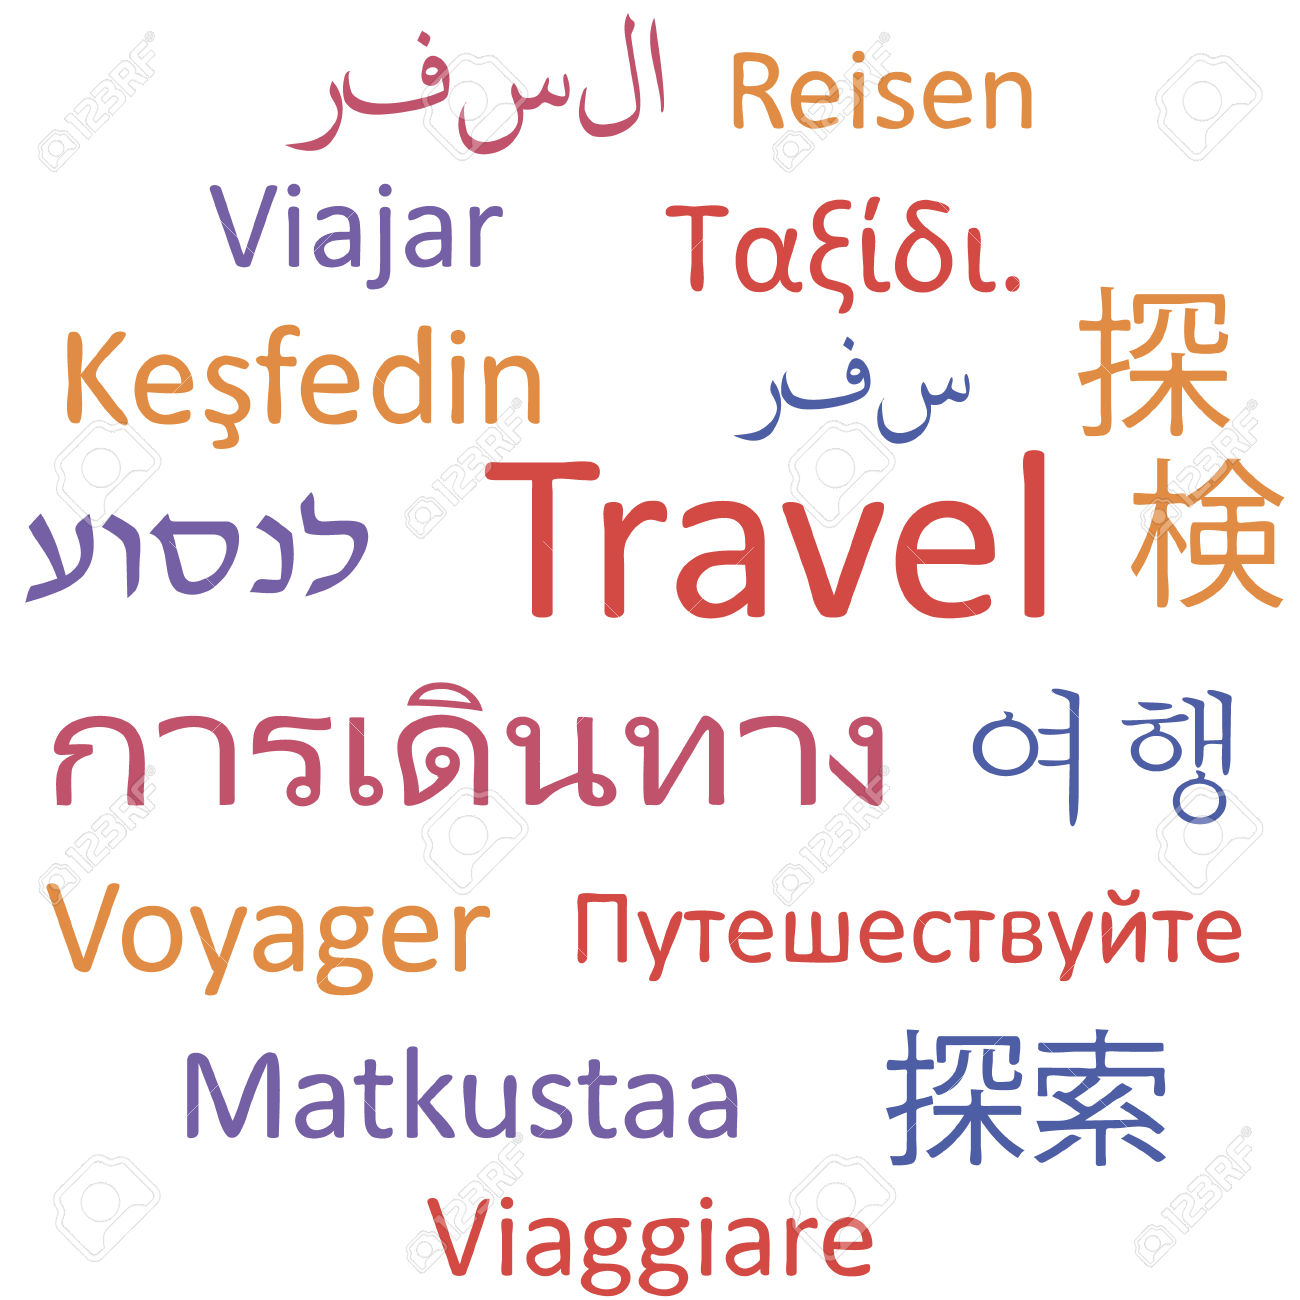 السفر
Reisen
Viajar
Ταξίδι.
Keşfedin
سفر
探
検
לנסוע
Travel
การเดินทาง
여행
Voyager
Путешествуйте
Matkustaa
探索
Viaggiare
123RF